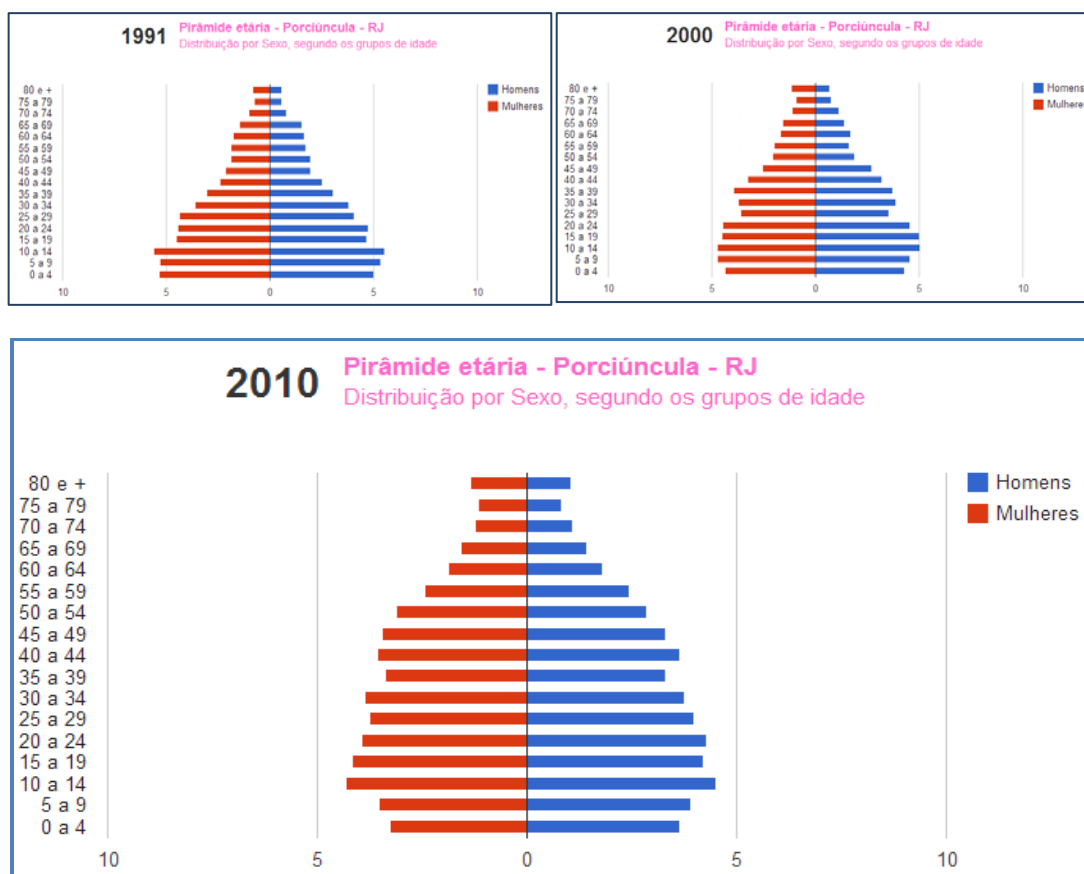 1991
Pirâmide etária - Porciúncula - RJ
Distribuição por Sexo, segundo os grupos de idade
Homens
Mulheres
80 e +
75 a 79
70 a 74
65 a 69
60 a 64
55 a 59
50 a 54
45 a 49
40 a 44
35 a 39
30 a 34
25 a 29
20 a 24
15 a 19
10 a 14
5 a 9
0 a 4
10 5 0 5 10
2000
Pirâmide etária - Porciúncula - RJ
Distribuição por Sexo, segundo os grupos de idade
Homens
Mulheres
80 e +
75 a 79
70 a 74
65 a 69
60 a 64
55 a 59
50 a 54
45 a 49
40 a 44
35 a 39
30 a 34
25 a 29
20 a 24
15 a 19
10 a 14
5 a 9
0 a 4
10 5 0 5 10
2010
Pirâmide etária - Porciúncula - RJ
Distribuição por Sexo, segundo os grupos de idade
Homens
Mulheres
80 e +
75 a 79
70 a 74
65 a 69
60 a 64
55 a 59
50 a 54
45 a 49
40 a 44
35 a 39
30 a 34
25 a 29
20 a 24
15 a 19
10 a 14
5 a 9
0 a 4
10 5 0 5 10